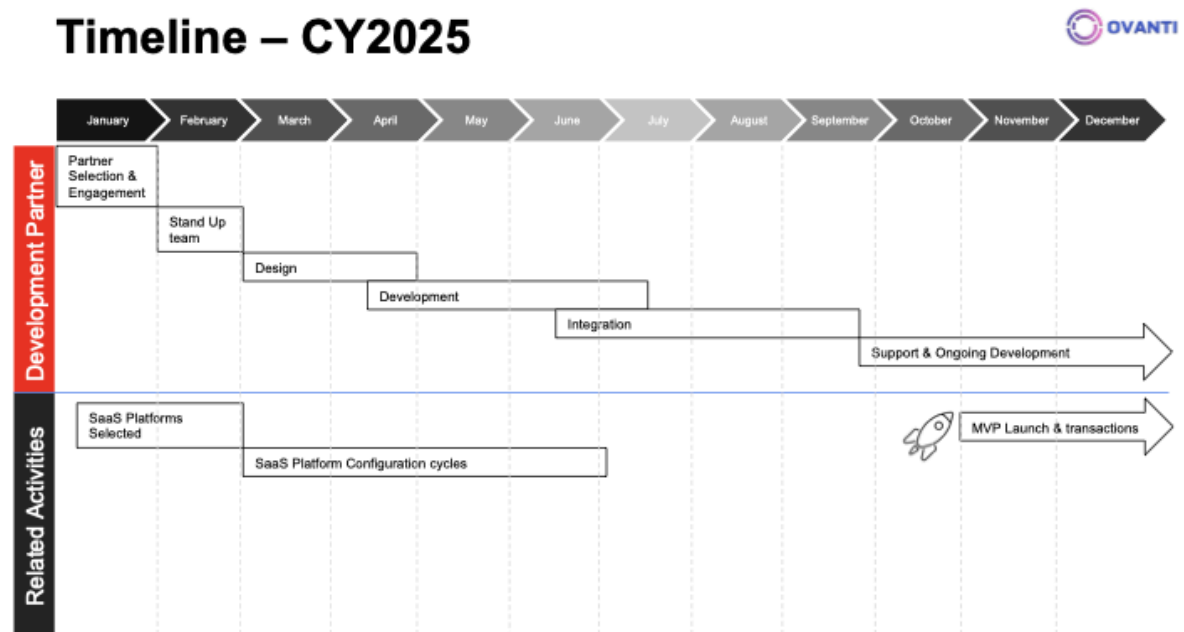 Timeline – CY2025
OVANTI
January
February
March
April
May
June
July
August
September
October
November
December
Development Partner
Partner
Selection &
Engagement
Stand Up
team
Design
Development
Integration
Support & Ongoing Development
Related Activities
SaaS Platforms
Selected
MVP Launch & transactions
SaaS Platform Configuration cycles